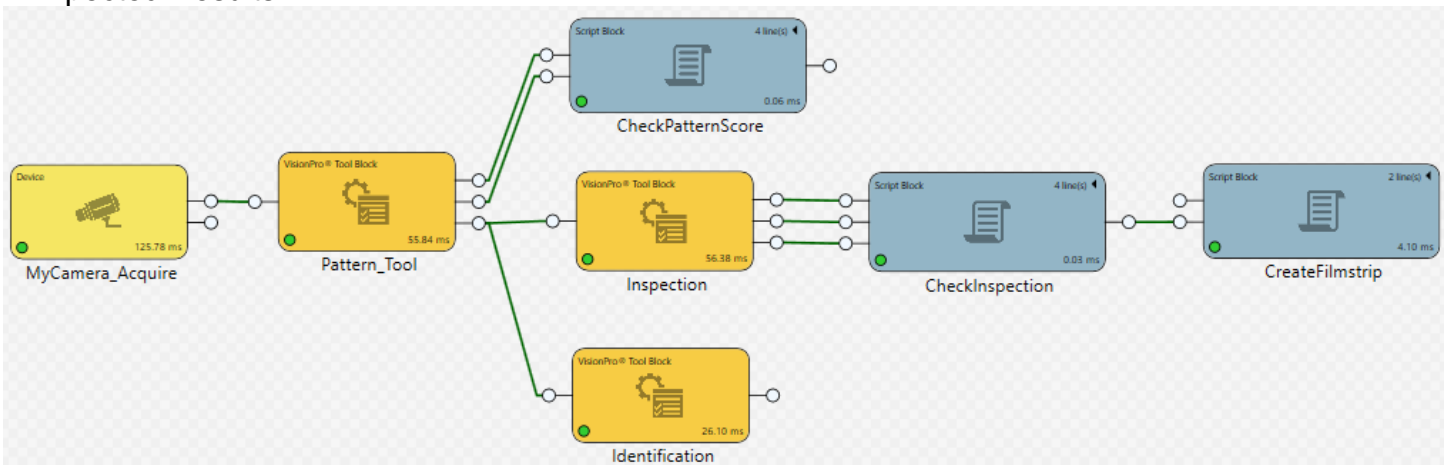 Script Block 4 line(s)
0.06 ms
CheckPatternScore
Device
125.78 ms
MyCamera_Acquire
VisionPro® Tool Block
55.84 ms
Pattern_Tool
VisionPro® Tool Block
56.38 ms
Inspection
Script Block 4 line(s)
0.03 ms
CheckInspection
Script Block 2 line(s)
4.10 ms
CreateFilmstrip
VisionPro® Tool Block
26.10 ms
Identification